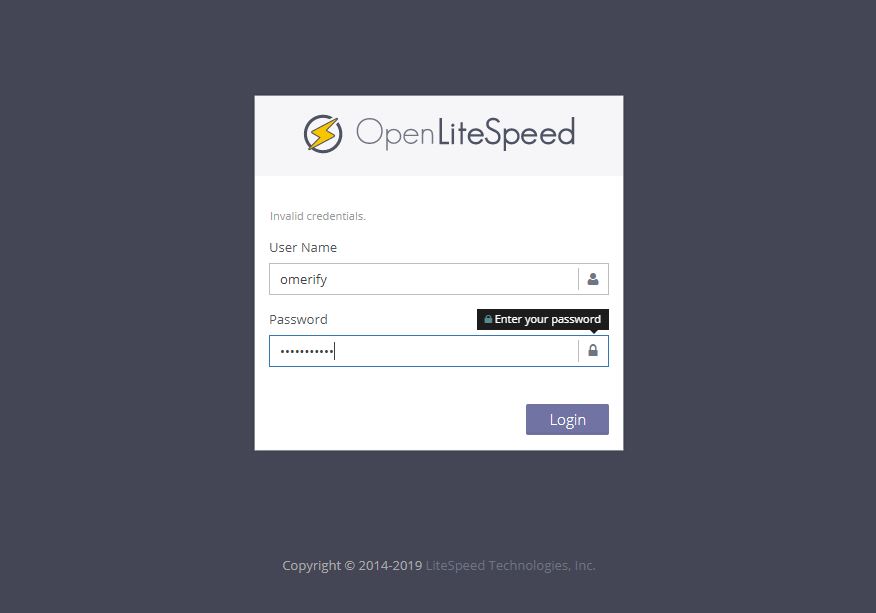 OpenLiteSpeed
Invalid credentials.
User Name
omerify
Password
Enter your password
•••••••••••
Login
Copyright © 2014-2019 LiteSpeed Technologies, Inc.